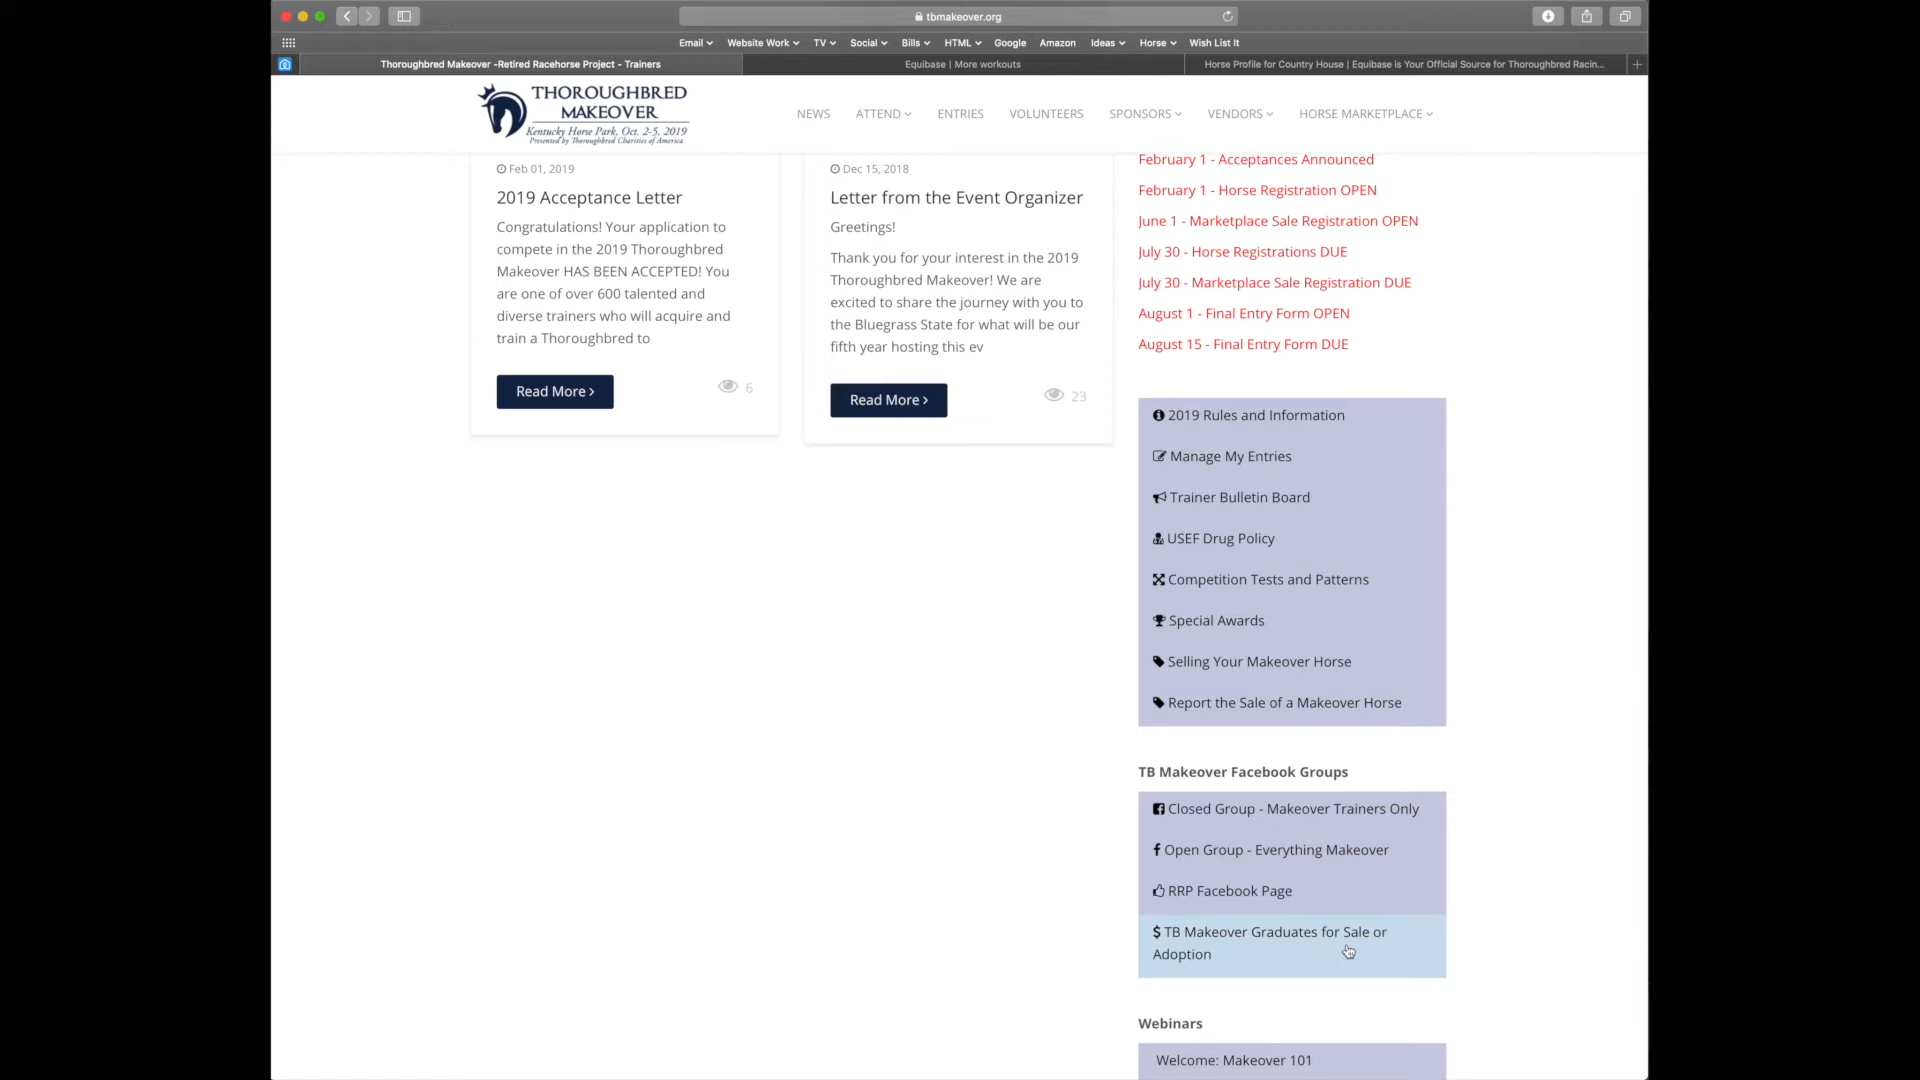 tbmakeover.org
Email Website Work TV Social Bills HTML Google Amazon Ideas Horse Wish List It
Thoroughbred Makeover -Retired Racehorse Project - Trainers
Equibase | More workouts
Horse Profile for Country House | Equibase is Your Official Source for Thoroughbred Racin...
THOROUGHBRED
MAKEOVER
Kentucky Horse Park, Oct. 2-5, 2019
Presented by Thoroughbred Charities of America
NEWS ATTEND ENTRIES VOLUNTEERS SPONSORS VENDORS HORSE MARKETPLACE
Feb 01, 2019
2019 Acceptance Letter
Congratulations! Your application to
compete in the 2019 Thoroughbred
Makeover HAS BEEN ACCEPTED! You
are one of over 600 talented and
diverse trainers who will acquire and
train a Thoroughbred to
Read More >
6
Dec 15, 2018
Letter from the Event Organizer
Greetings!
Thank you for your interest in the 2019
Thoroughbred Makeover! We are
excited to share the journey with you to
the Bluegrass State for what will be our
fifth year hosting this ev
Read More >
23
February 1 - Acceptances Announced
February 1 - Horse Registration OPEN
June 1 - Marketplace Sale Registration OPEN
July 30 - Horse Registrations DUE
July 30 - Marketplace Sale Registration DUE
August 1 - Final Entry Form OPEN
August 15 - Final Entry Form DUE
2019 Rules and Information
Manage My Entries
Trainer Bulletin Board
USEF Drug Policy
Competition Tests and Patterns
Special Awards
Selling Your Makeover Horse
Report the Sale of a Makeover Horse
TB Makeover Facebook Groups
Closed Group - Makeover Trainers Only
Open Group - Everything Makeover
RRP Facebook Page
$ TB Makeover Graduates for Sale or
Adoption
Webinars
Welcome: Makeover 101